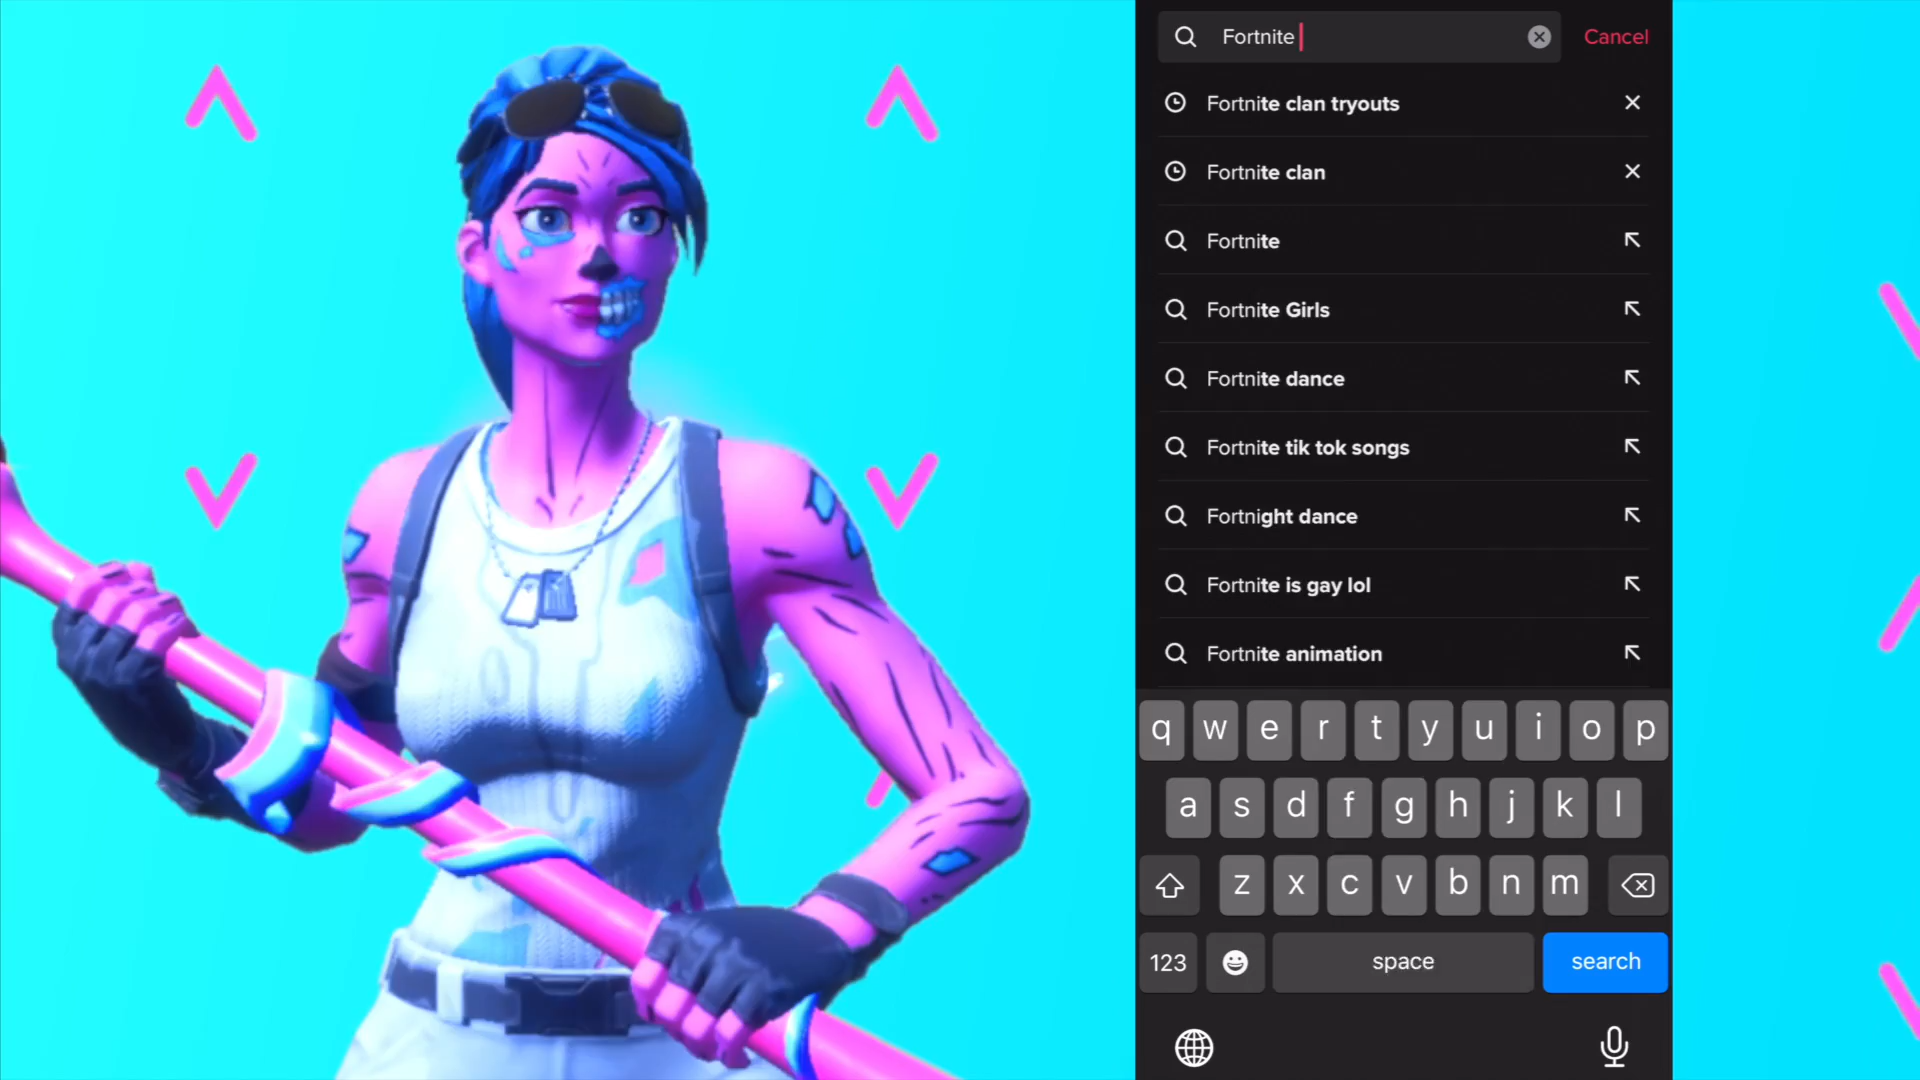 Fortnite
Cancel
Fortnite clan tryouts
Fortnite clan
Fortnite
Fortnite Girls
Fortnite dance
Fortnite tik tok songs
Fortnight dance
Fortnite is gay lol
Fortnite animation
q w e r t y u i o p
a s d f g h j k l
z x c v b n m
123 space search